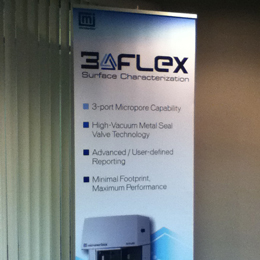 3FLEX
Surface Characterization
3-port Micropore Capability
High-Vacuum Metal Seal
Valve Technology
Advanced / User-defined
Reporting
Minimal Footprint,
Maximum Performance